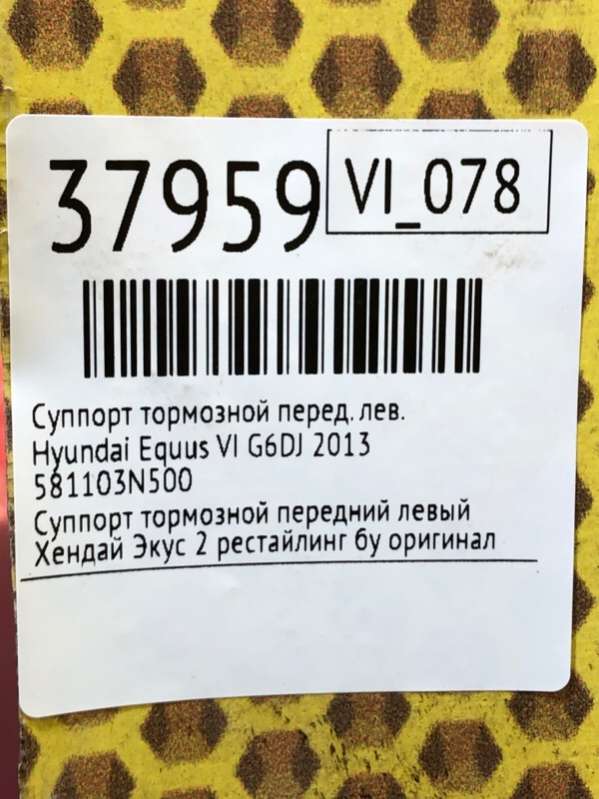 37959
VI_078
Суппорт тормозной перед. лев.
Hyundai Equus VI G6DJ 2013
581103N500
Суппорт тормозной передний левый
Хендай Экус 2 рестайлинг бу оригинал